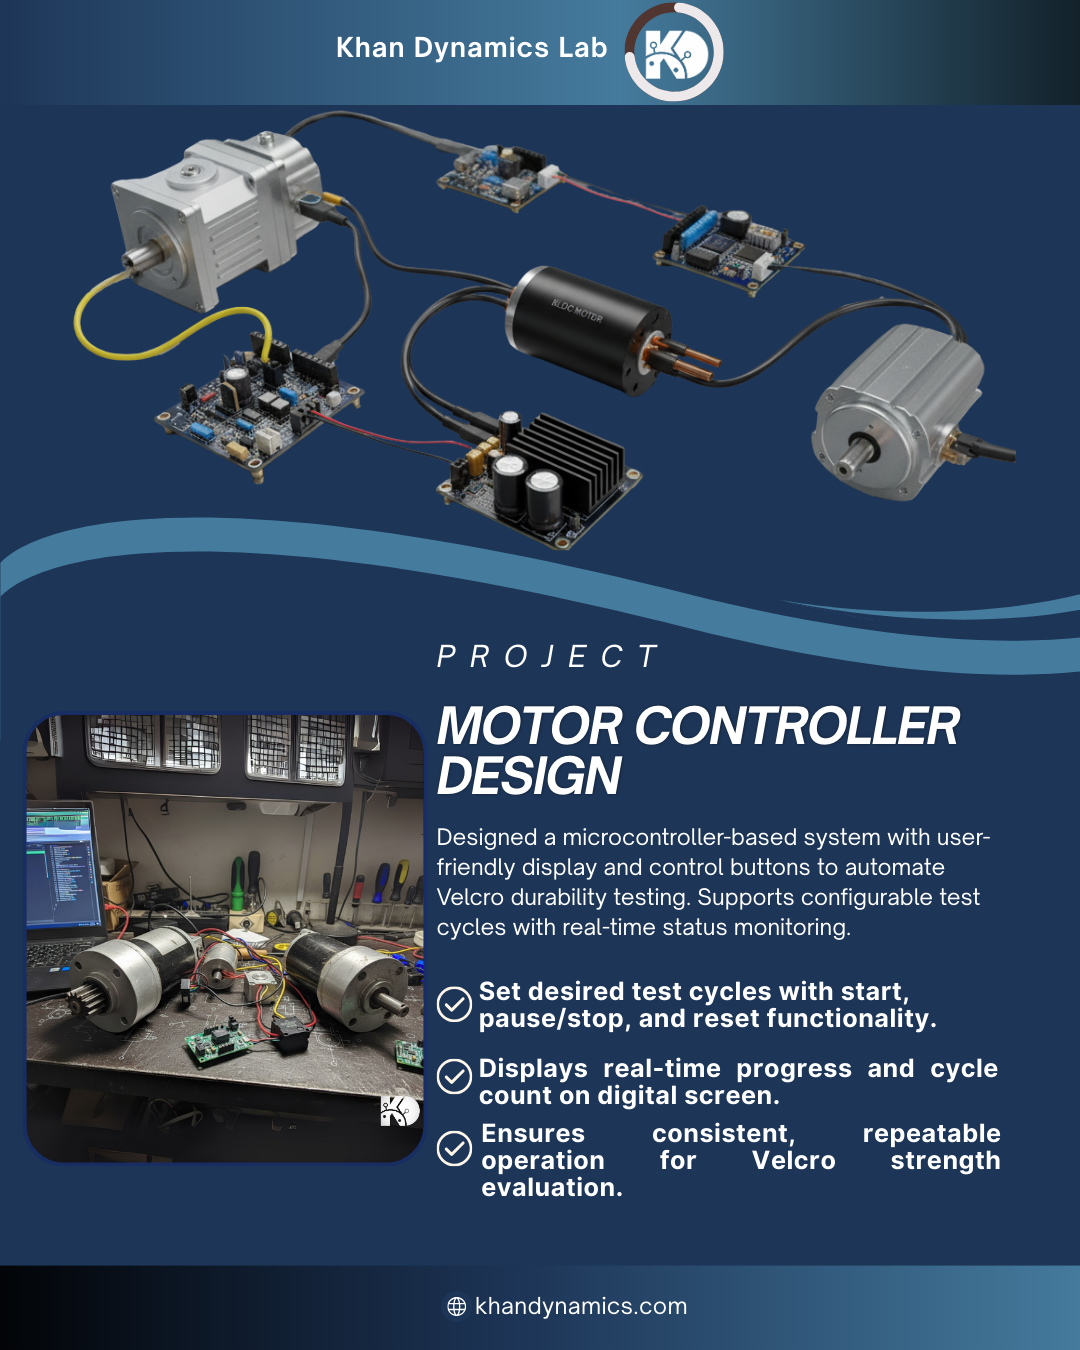 Khan Dynamics Lab
KD
KLDC MOTOR
PROJECT
MOTOR CONTROLLER
DESIGN
Designed a microcontroller-based system with user-
friendly display and control buttons to automate
Velcro durability testing. Supports configurable test
cycles with real-time status monitoring.
Set desired test cycles with start,
pause/stop, and reset functionality.
Displays real-time progress and cycle
count on digital screen.
Ensures consistent, repeatable
operation for Velcro strength
evaluation.
khandynamics.com